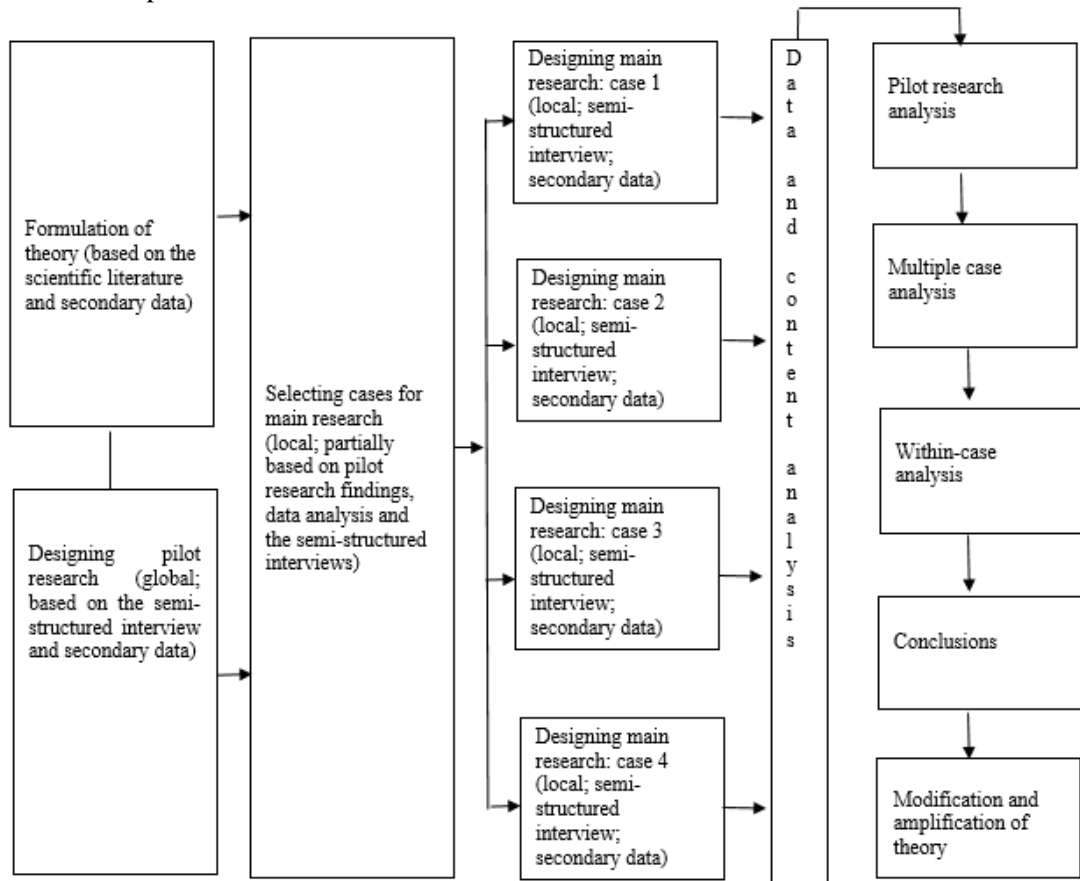 Formulation of
theory (based on the
scientific literature
and secondary data)
Designing pilot
research (global;
based on the semi-
structured interview
and secondary data)
Selecting cases for
main research
(local; partially
based on pilot
research findings,
data analysis and
the semi-structured
interviews)
Designing main
research: case 1
(local; semi-
structured
interview;
secondary data)
Designing main
research: case 2
(local; semi-
structured
interview;
secondary data)
Designing main
research: case 3
(local; semi-
structured
interview;
secondary data)
Designing main
research: case 4
(local; semi-
structured
interview;
secondary data)
Data and content analysis
Pilot research
analysis
Multiple case
analysis
Within-case
analysis
Conclusions
Modification and
amplification of
theory